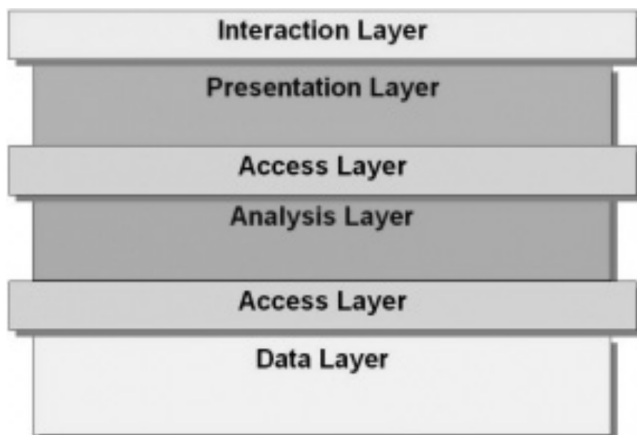 Interaction Layer
Presentation Layer
Access Layer
Analysis Layer
Access Layer
Data Layer